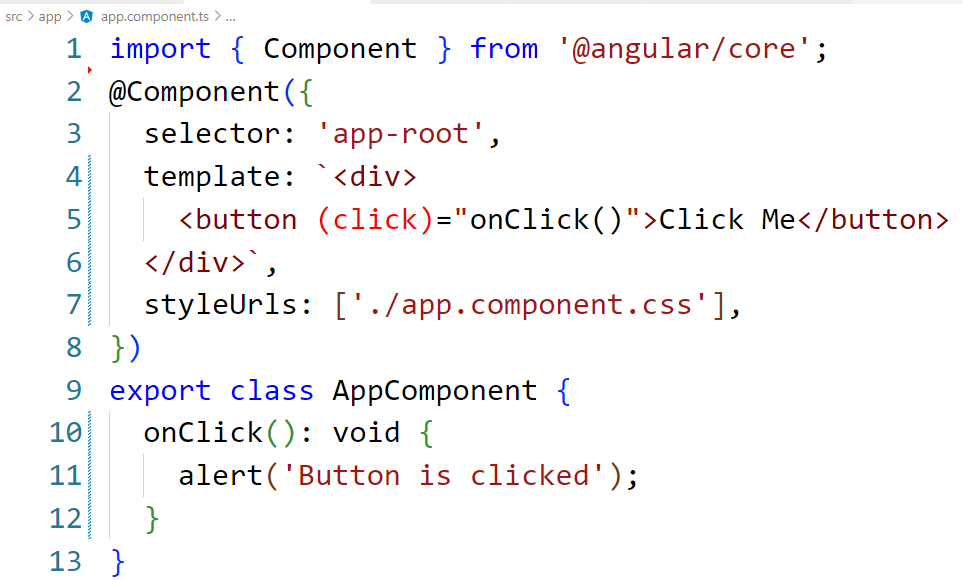 src > app > app.component.ts > ...
1 import { Component } from '@angular/core';
2 @Component({
3   selector: 'app-root',
4   template: `<div>
5     <button (click)="onClick()">Click Me</button>
6   </div>`,
7   styleUrls: ['./app.component.css'],
8 })
9 export class AppComponent {
10   onClick(): void {
11     alert('Button is clicked');
12   }
13 }